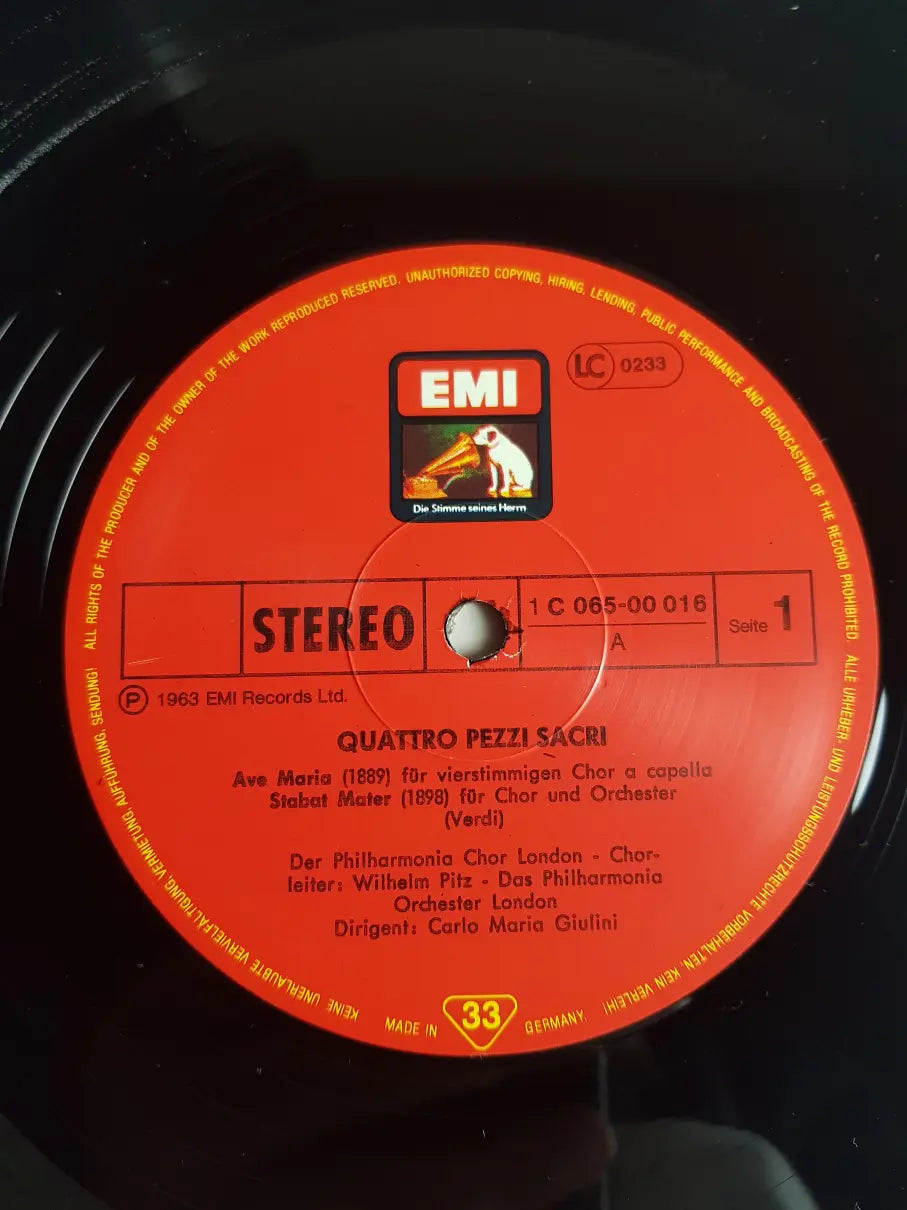 ALL RIGHTS OF THE PRODUCER AND OF THE OWNER OF THE WORK REPRODUCED RESERVED. UNAUTHORIZED COPYING, HIRING, LENDING, PUBLIC PERFORMANCE AND BROADCASTING OF THE RECORD PROHIBITED. ALLE URHEBER- UND LEISTUNGSSCHUTZRECHTE VORBEHALTEN. KEIN VERLEIH!
KEINE UNERLAUBTE VERVIELFÄLTIGUNG, VERMIETUNG, AUFFÜHRUNG, SENDUNG!
EMI
LC 0233
Die Stimme seines Herrn
STEREO
1 C 065-00 016
A
Seite 1
Ⓟ 1963 EMI Records Ltd.
QUATTRO PEZZI SACRI
Ave Maria (1889) für vierstimmigen Chor a capella
Stabat Mater (1898) für Chor und Orchester
(Verdi)
Der Philharmonia Chor London - Chor-
leiter: Wilhelm Pitz - Das Philharmonia
Orchester London
Dirigent: Carlo Maria Giulini
MADE IN 33 GERMANY.